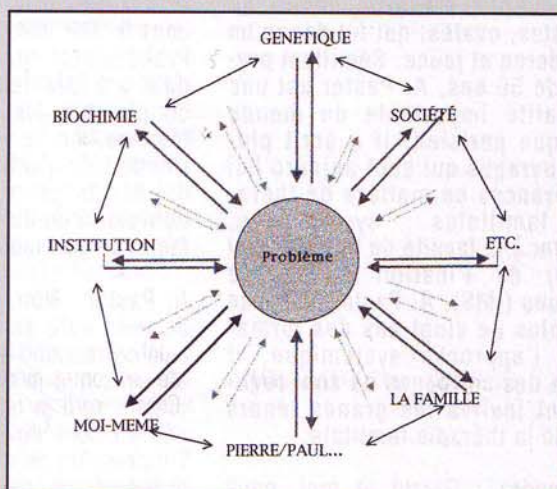 GENETIQUE
BIOCHIMIE
SOCIÉTÉ
INSTITUTION
Problème
ETC.
MOI-MEME
LA FAMILLE
PIERRE/PAUL...